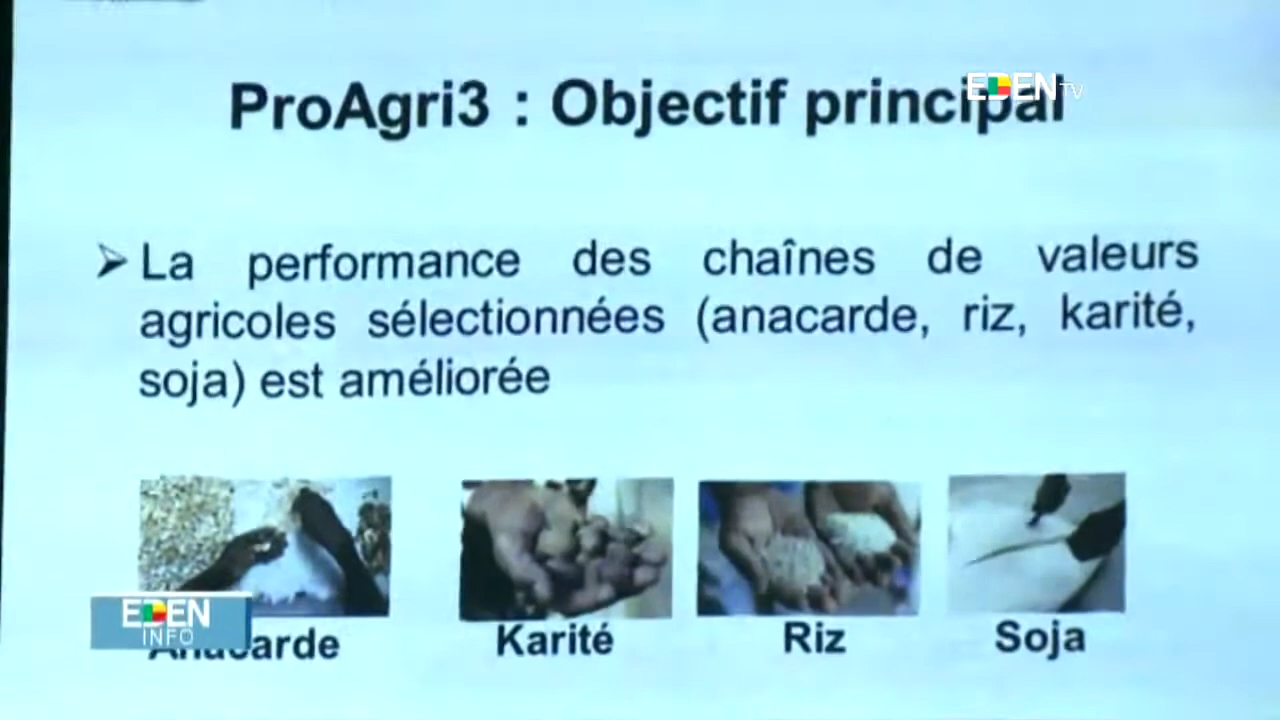 EDEN TV
ProAgri3 : Objectif principal
La performance des chaînes de valeurs
agricoles sélectionnées (anacarde, riz, karité,
soja) est améliorée
EDEN
INFO
Anacarde
Karité
Riz
Soja